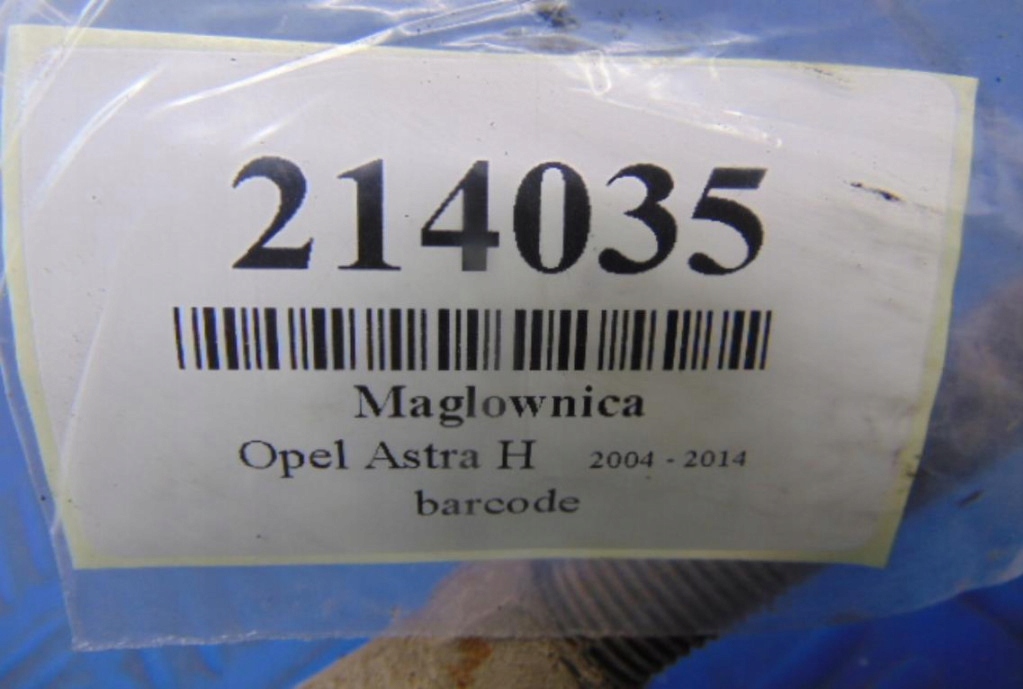 214035
Maglownica
Opel Astra H 2004 - 2014
barcode